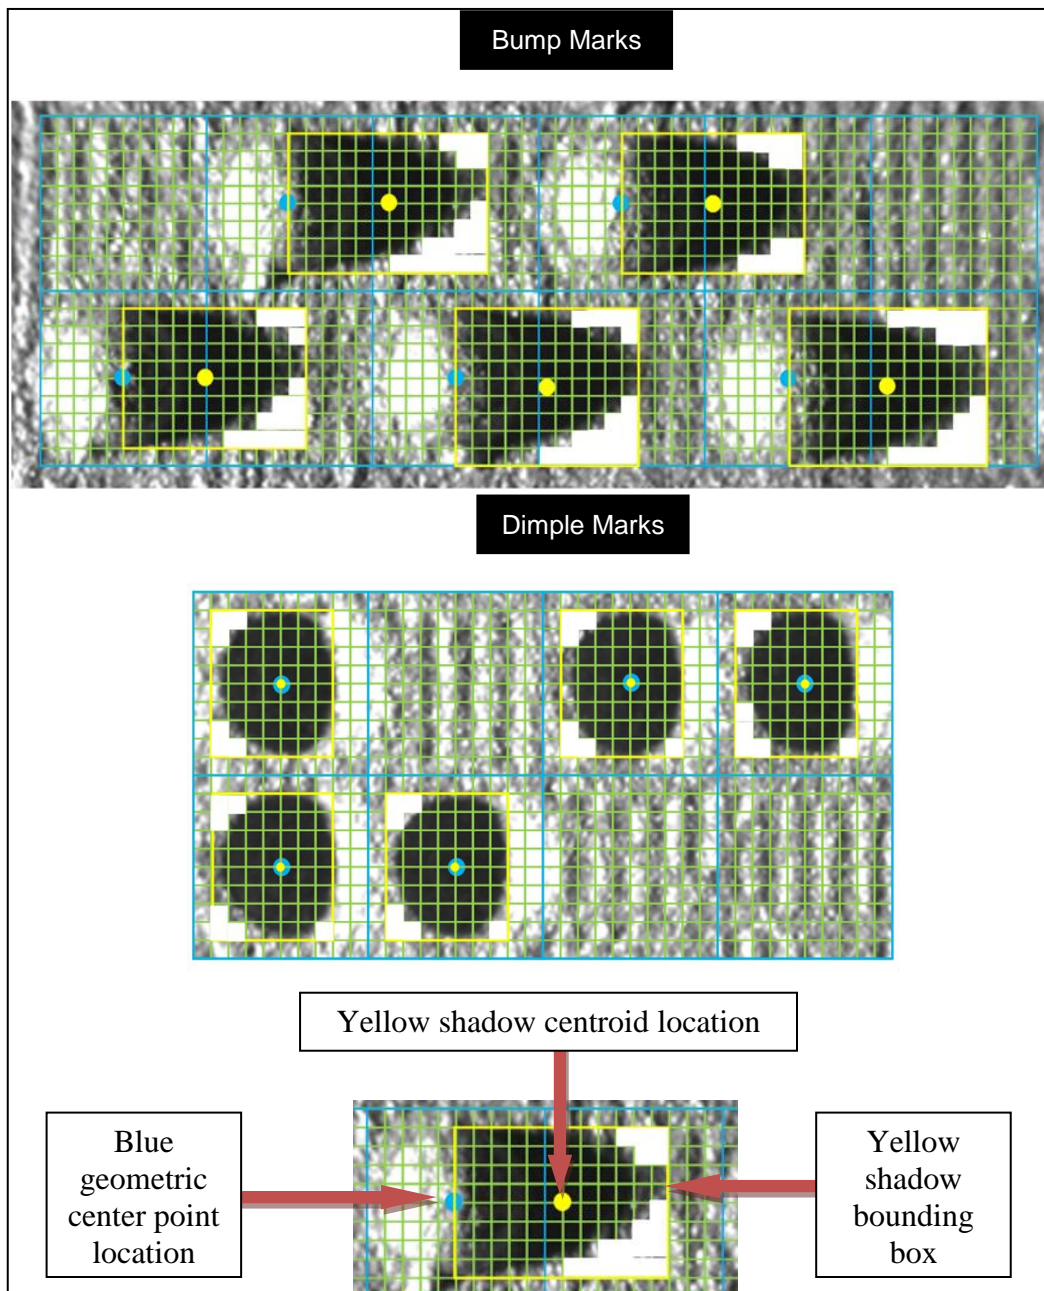 Bump Marks
Dimple Marks
Yellow shadow centroid location
Blue
geometric
center point
location
Yellow
shadow
bounding
box